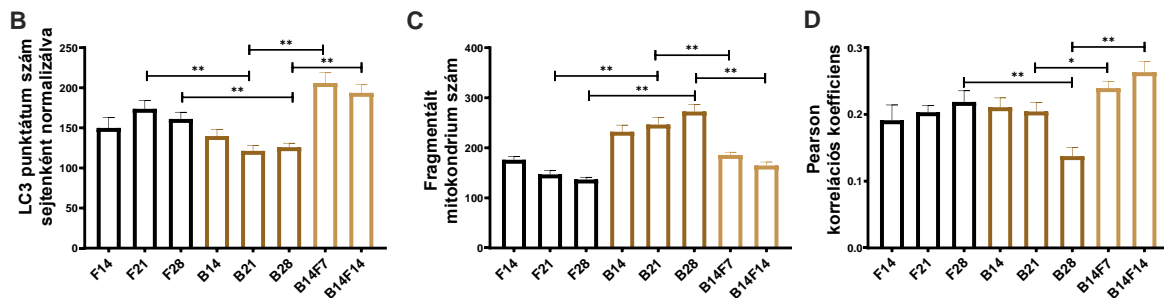 B
LC3 punktátum szám
sejtenként normalizálva
250
200
150
100
50
0
**
**
**
**
F14
F21
F28
B14
B21
B28
B14F7
B14F14
C
Fragmentált
mitokondrium szám
400
300
200
100
0
**
**
**
**
F14
F21
F28
B14
B21
B28
B14F7
B14F14
D
Pearson
korrelációs koefficiens
0.3
0.2
0.1
0.0
**
*
**
F14
F21
F28
B14
B21
B28
B14F7
B14F14